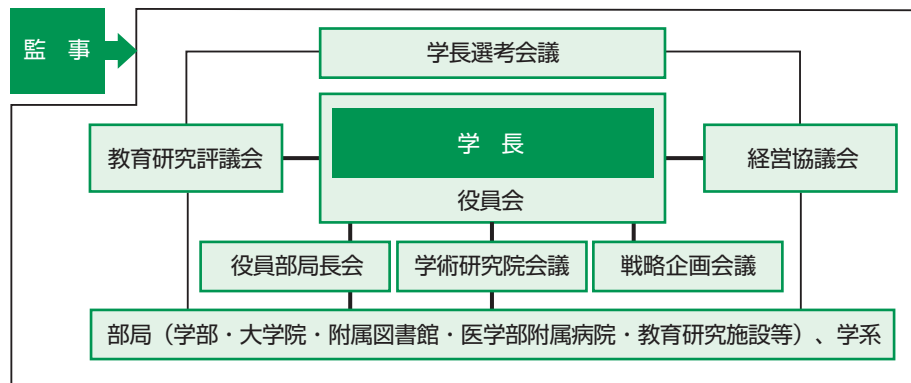 監 事
学長選考会議
教育研究評議会
学 長
経営協議会
役員会
役員部局長会
学術研究院会議
戦略企画会議
部局（学部・大学院・附属図書館・医学部附属病院・教育研究施設等）、学系